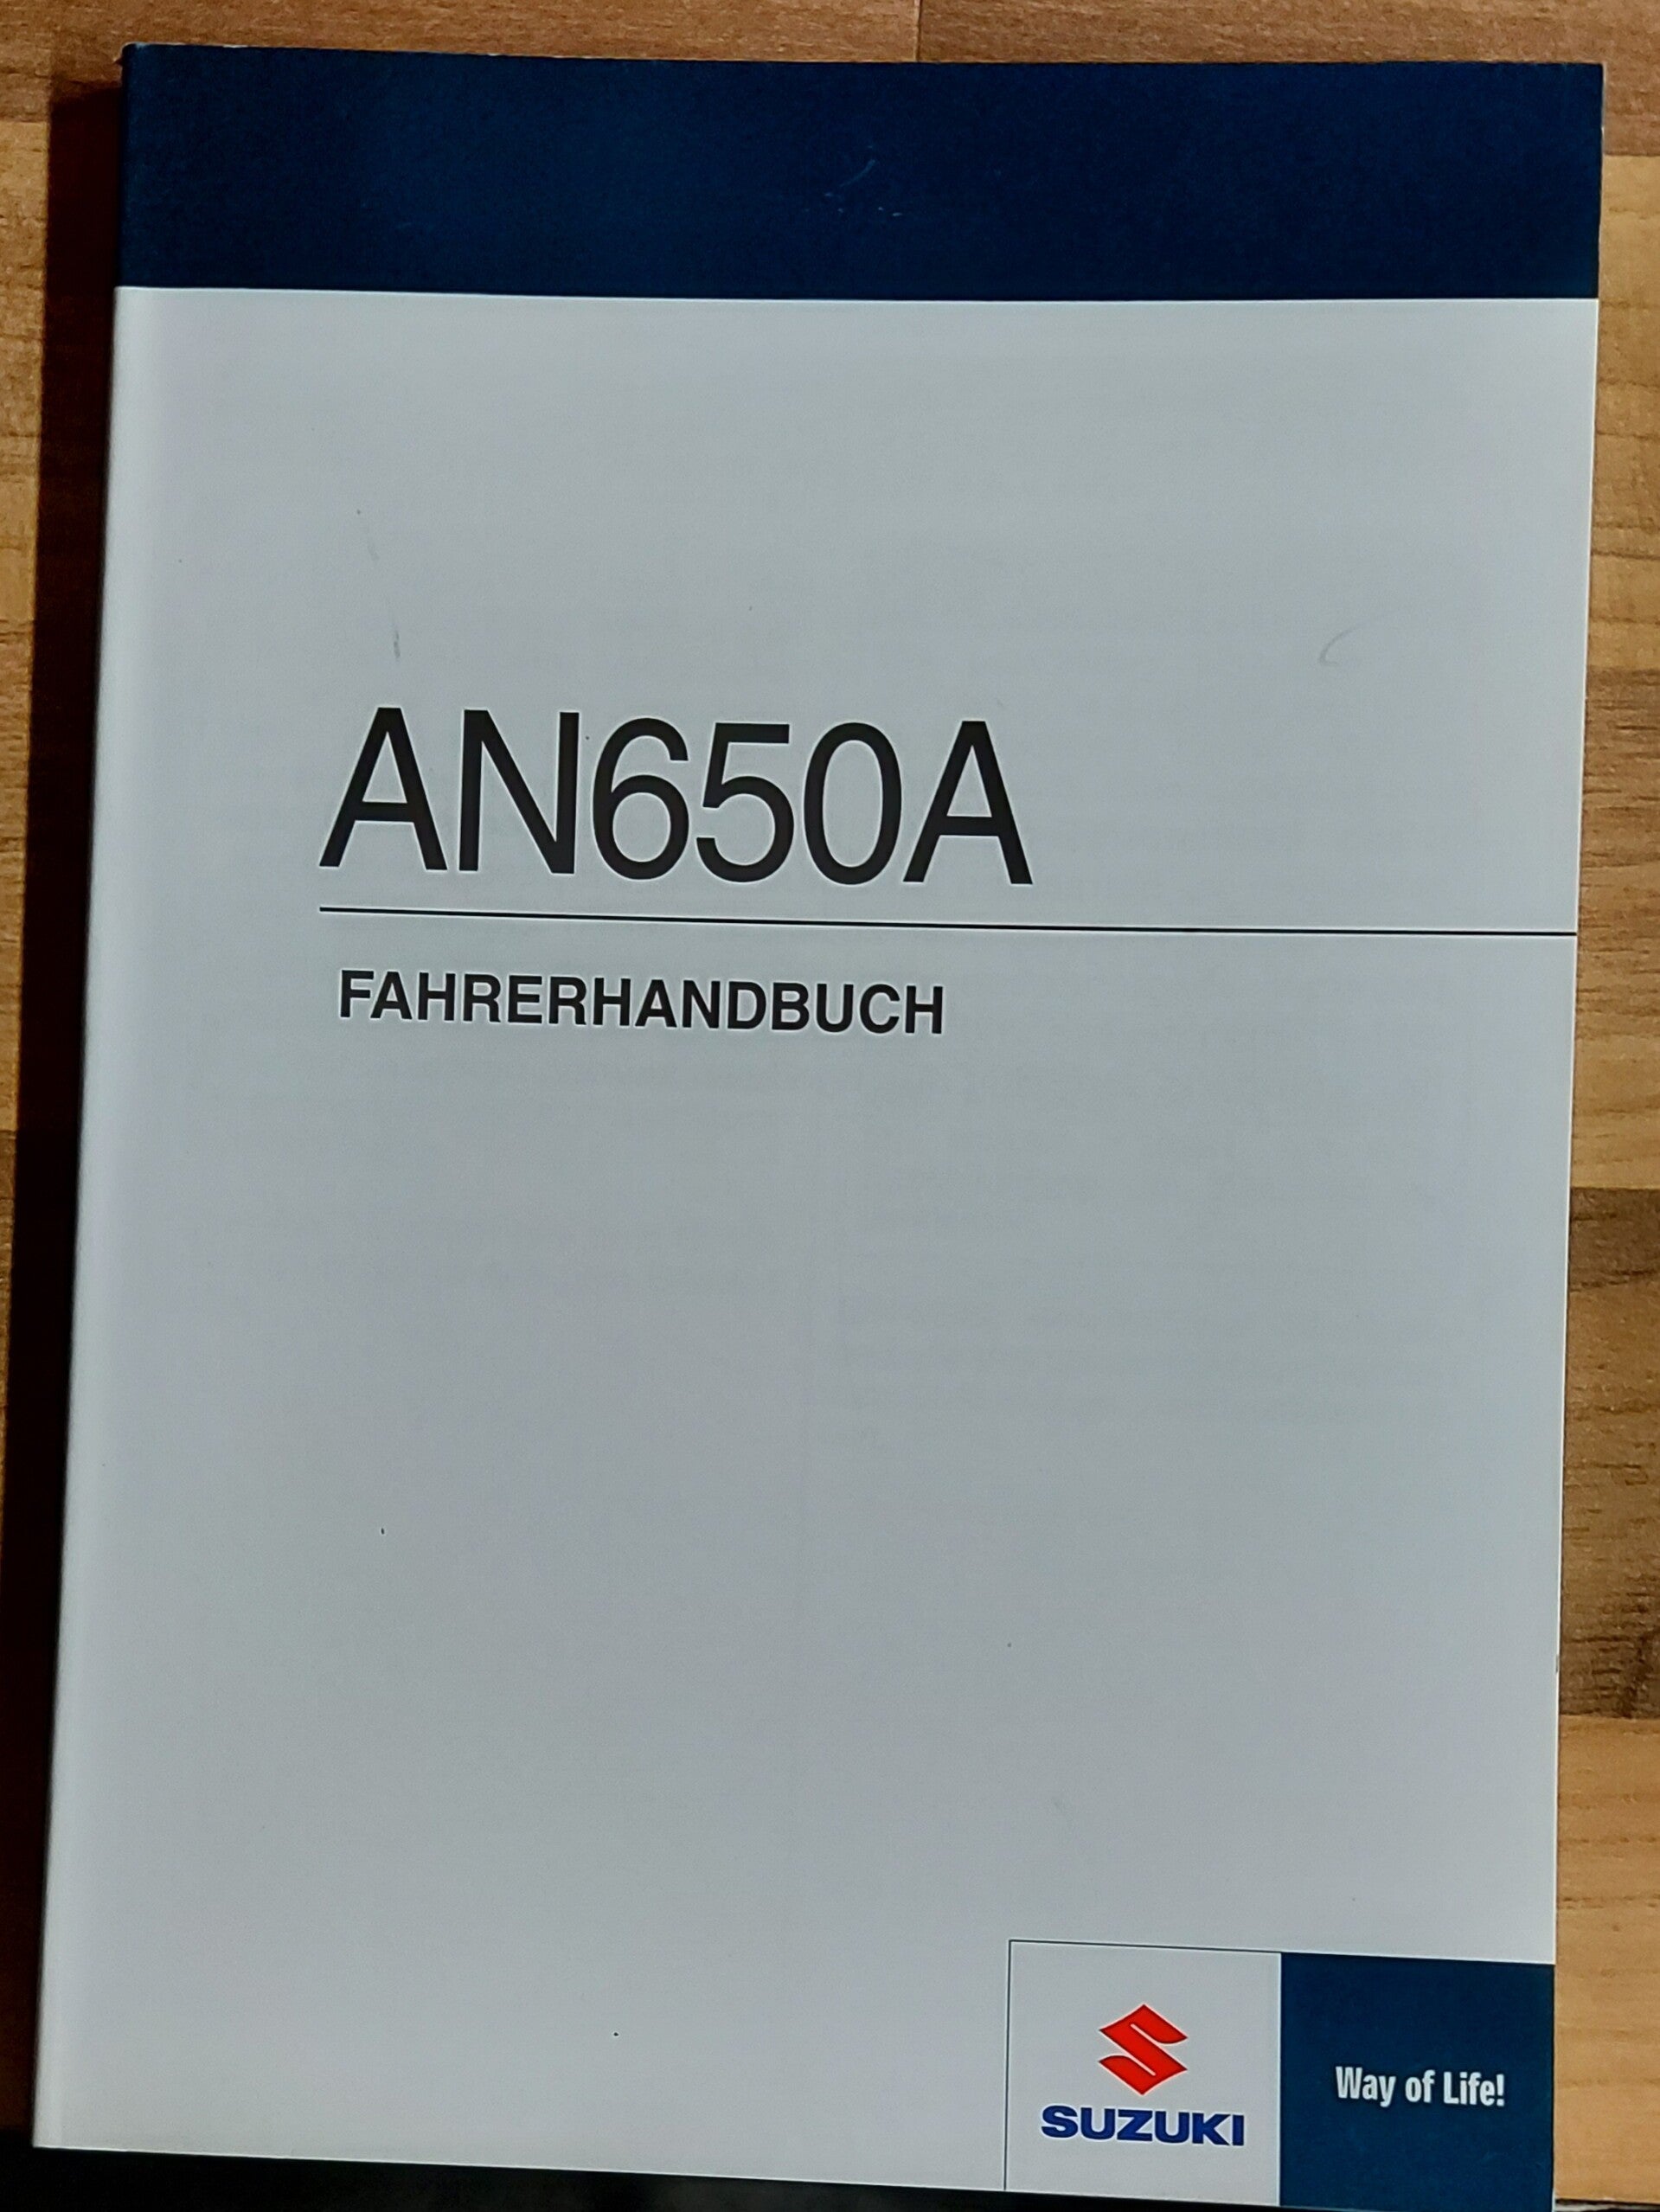 AN650A
FAHRERHANDBUCH
Way of Life!
SUZUKI